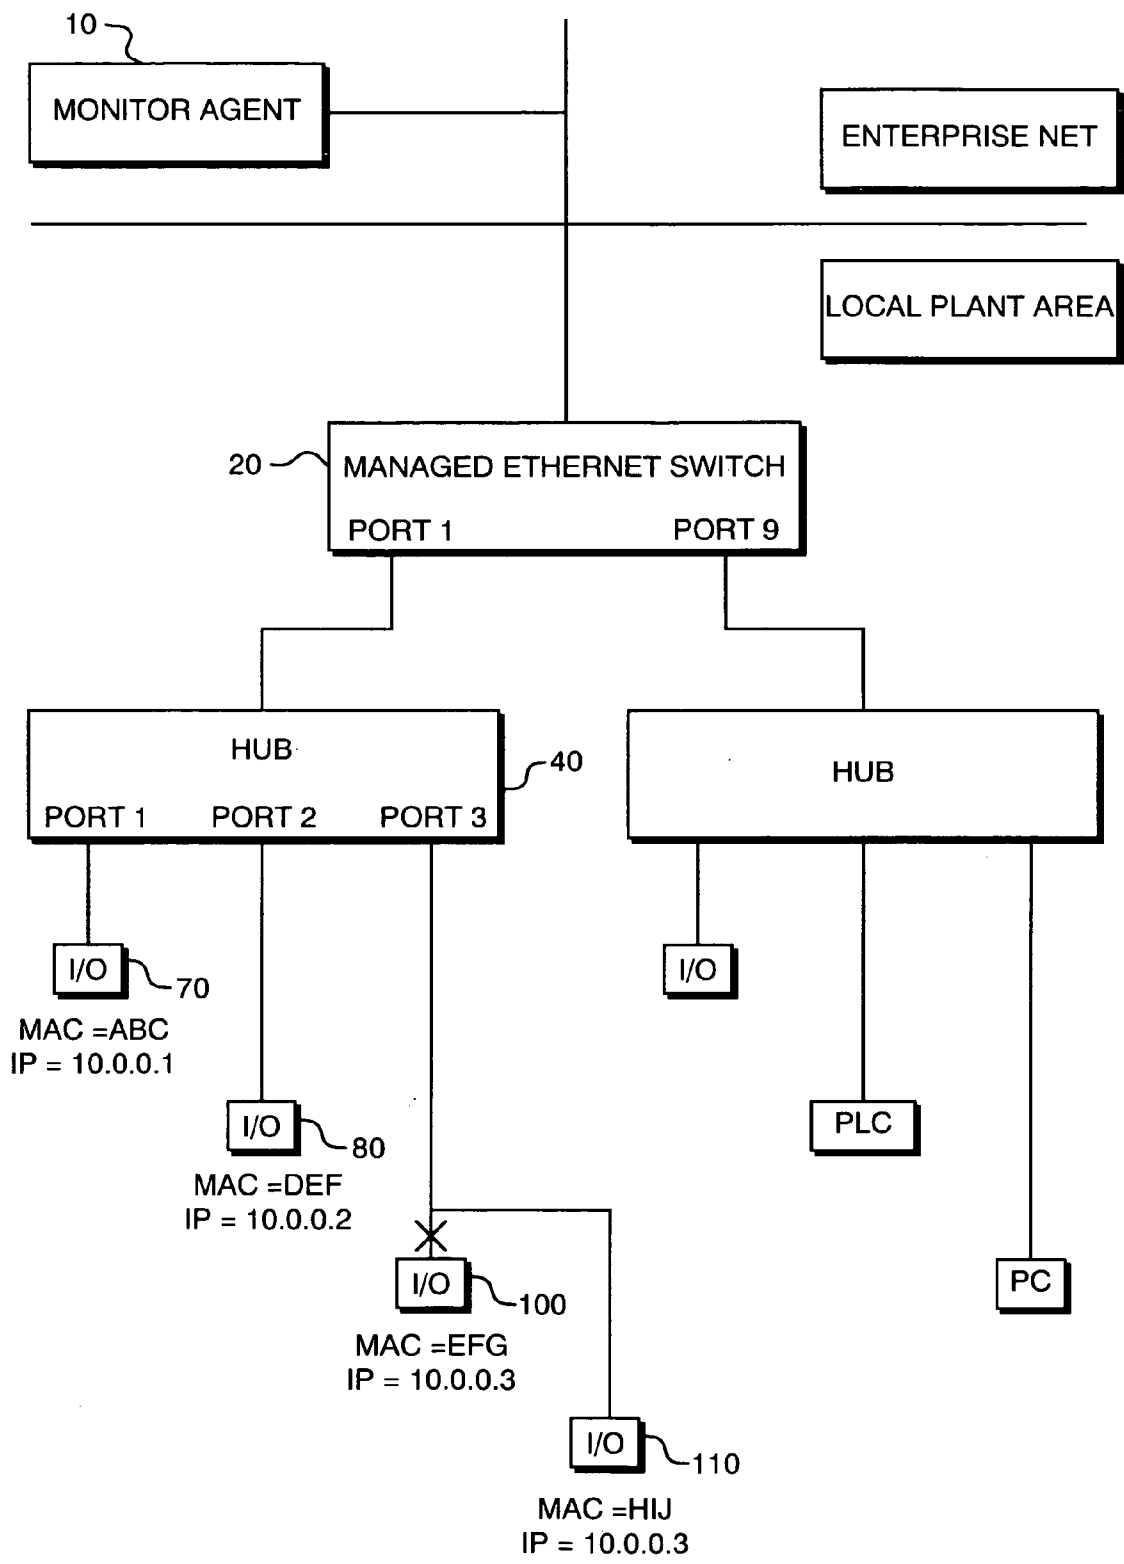 10
MONITOR AGENT
ENTERPRISE NET
LOCAL PLANT AREA
20
MANAGED ETHERNET SWITCH
PORT 1 PORT 9
HUB
40
PORT 1 PORT 2 PORT 3
HUB
I/O
70
MAC =ABC
IP = 10.0.0.1
I/O
I/O
80
MAC =DEF
IP = 10.0.0.2
PLC
I/O
100
MAC =EFG
IP = 10.0.0.3
PC
I/O
110
MAC =HIJ
IP = 10.0.0.3